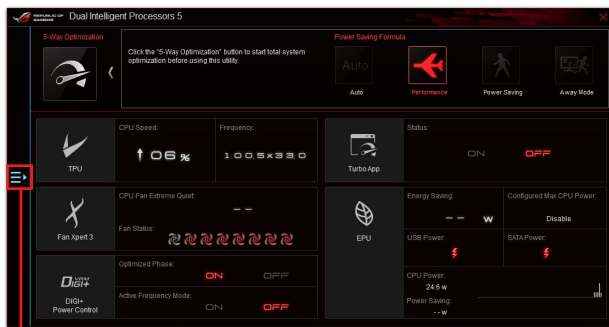 REPUBLIC OF GAMERS Dual Intelligent Processors 5
5-Way Optimization
Click the "5-Way Optimization" button to start total system
optimization before using this utility.
Power Saving Formula
Auto
Auto
Performance
Power Saving
Away Mode
TPU
CPU Speed:
06 %
Frequency:
100.5x33.0
Turbo App
Status:
ON OFF
Fan Xpert 3
CPU Fan Extreme Quiet:
--
Fan Status:
EPU
Energy Saving:
-- w
Configured Max CPU Power:
Disable
USB Power:
SATA Power:
CPU Power:
24.6 w
Power Saving:
-- w
DIGI+ VRM
DIGI+
Power Control
Optimized Phase:
ON OFF
Active Frequency Mode:
ON OFF